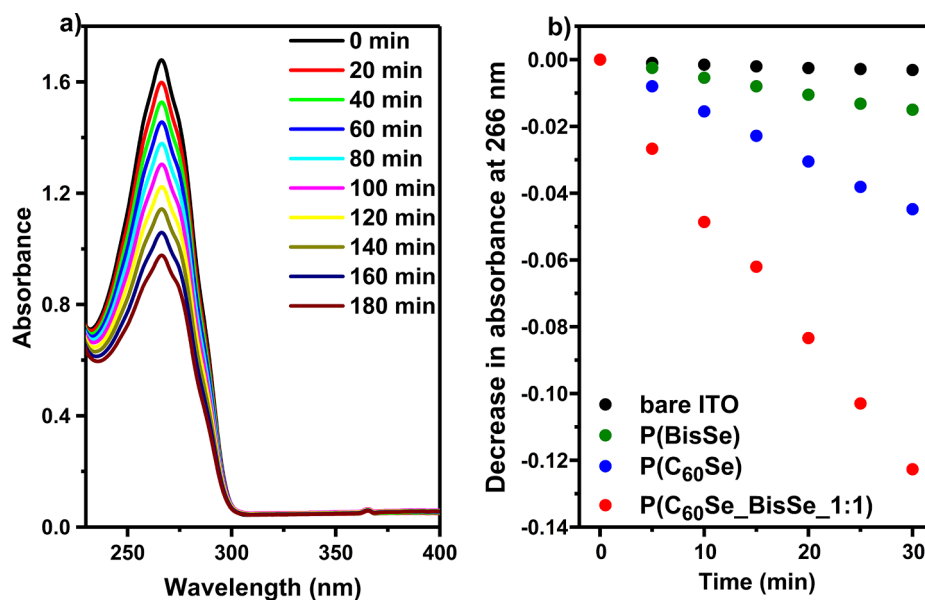 a)
0 min
20 min
40 min
60 min
80 min
100 min
120 min
140 min
160 min
180 min
1.6
1.2
0.8
0.4
0.0
250
300
350
400
Absorbance
Wavelength (nm)
b)
0.00
-0.02
-0.04
-0.06
-0.08
-0.10
-0.12
-0.14
0
10
20
30
Decrease in absorbance at 266 nm
bare ITO
P(BisSe)
P(C₆₀Se)
P(C₆₀Se_BisSe_1:1)
Time (min)